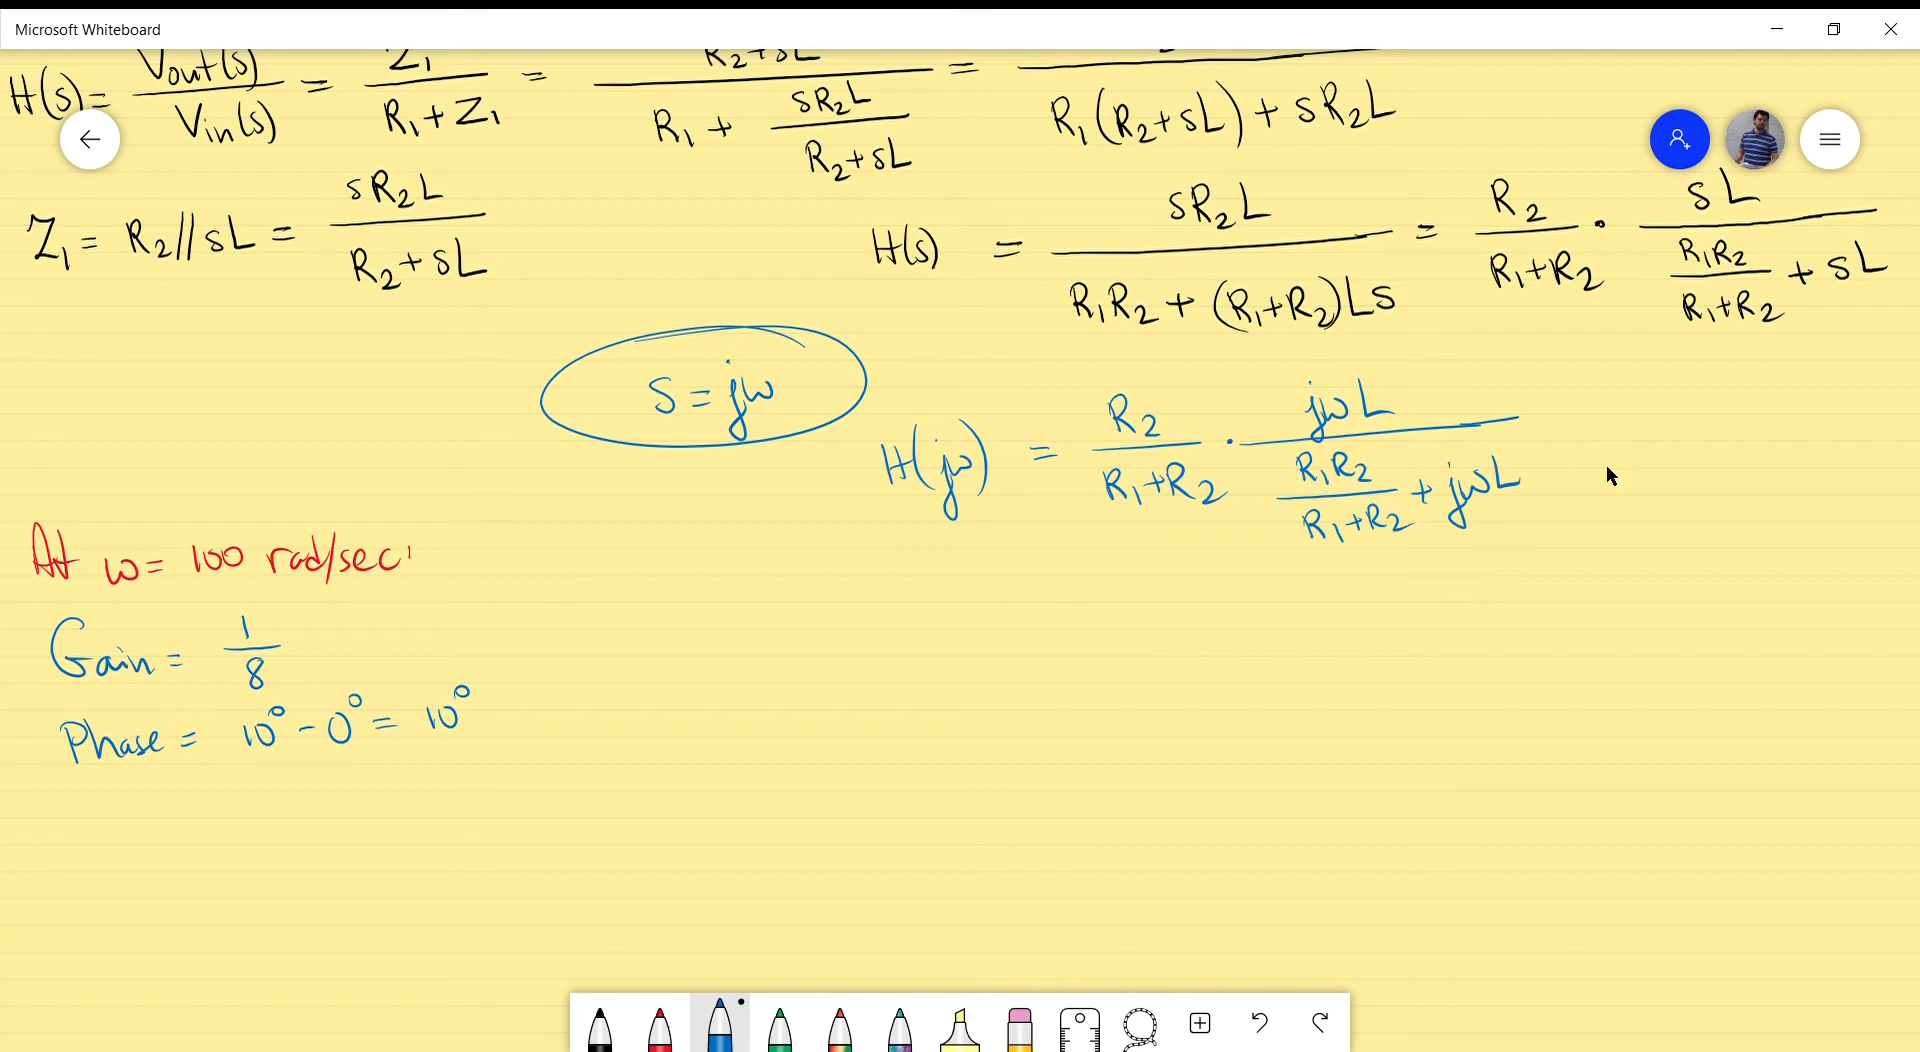 Microsoft Whiteboard
H(s) = Vout(s) / Vin(s) = Z₁ / (R₁ + Z₁) = R₂+sL / (R₁ + sR₂L / (R₂+sL)) = / (R₁(R₂+sL) + sR₂L)
Z₁ = R₂//sL = sR₂L / (R₂+sL)
H(s) = sR₂L / (R₁R₂ + (R₁+R₂)Ls) = R₂ / (R₁+R₂) · sL / (R₁R₂ / (R₁+R₂) + sL)
S = jω
H(jω) = R₂ / (R₁+R₂) · jωL / (R₁R₂ / (R₁+R₂) + jωL)
At ω = 100 rad/sec
Gain = 1/8
Phase = 10° - 0° = 10°